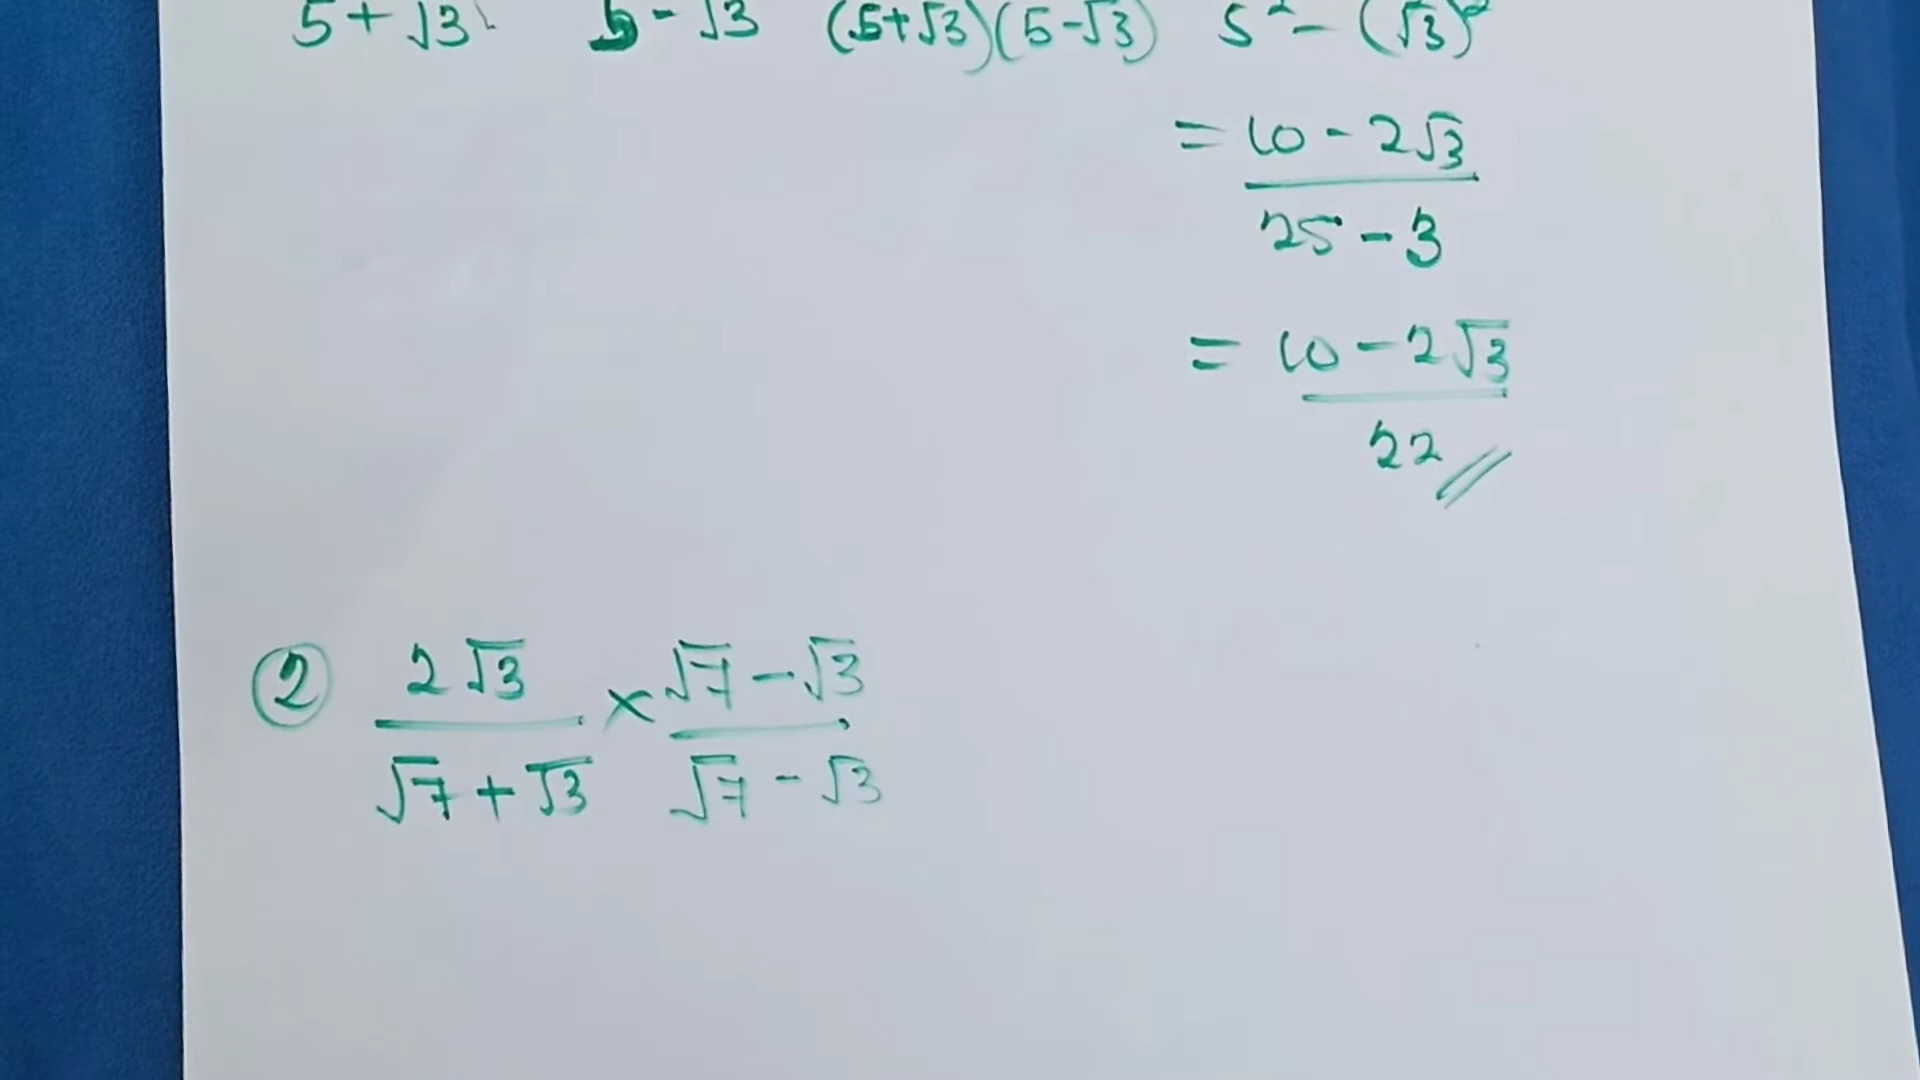 5 + √3 5 - √3 (5+√3)(5-√3) 5² - (√3)²
= 10 - 2√3
25 - 3
= 10 - 2√3
22 //
② 2√3 × √7 - √3
√7 + √3 √7 - √3